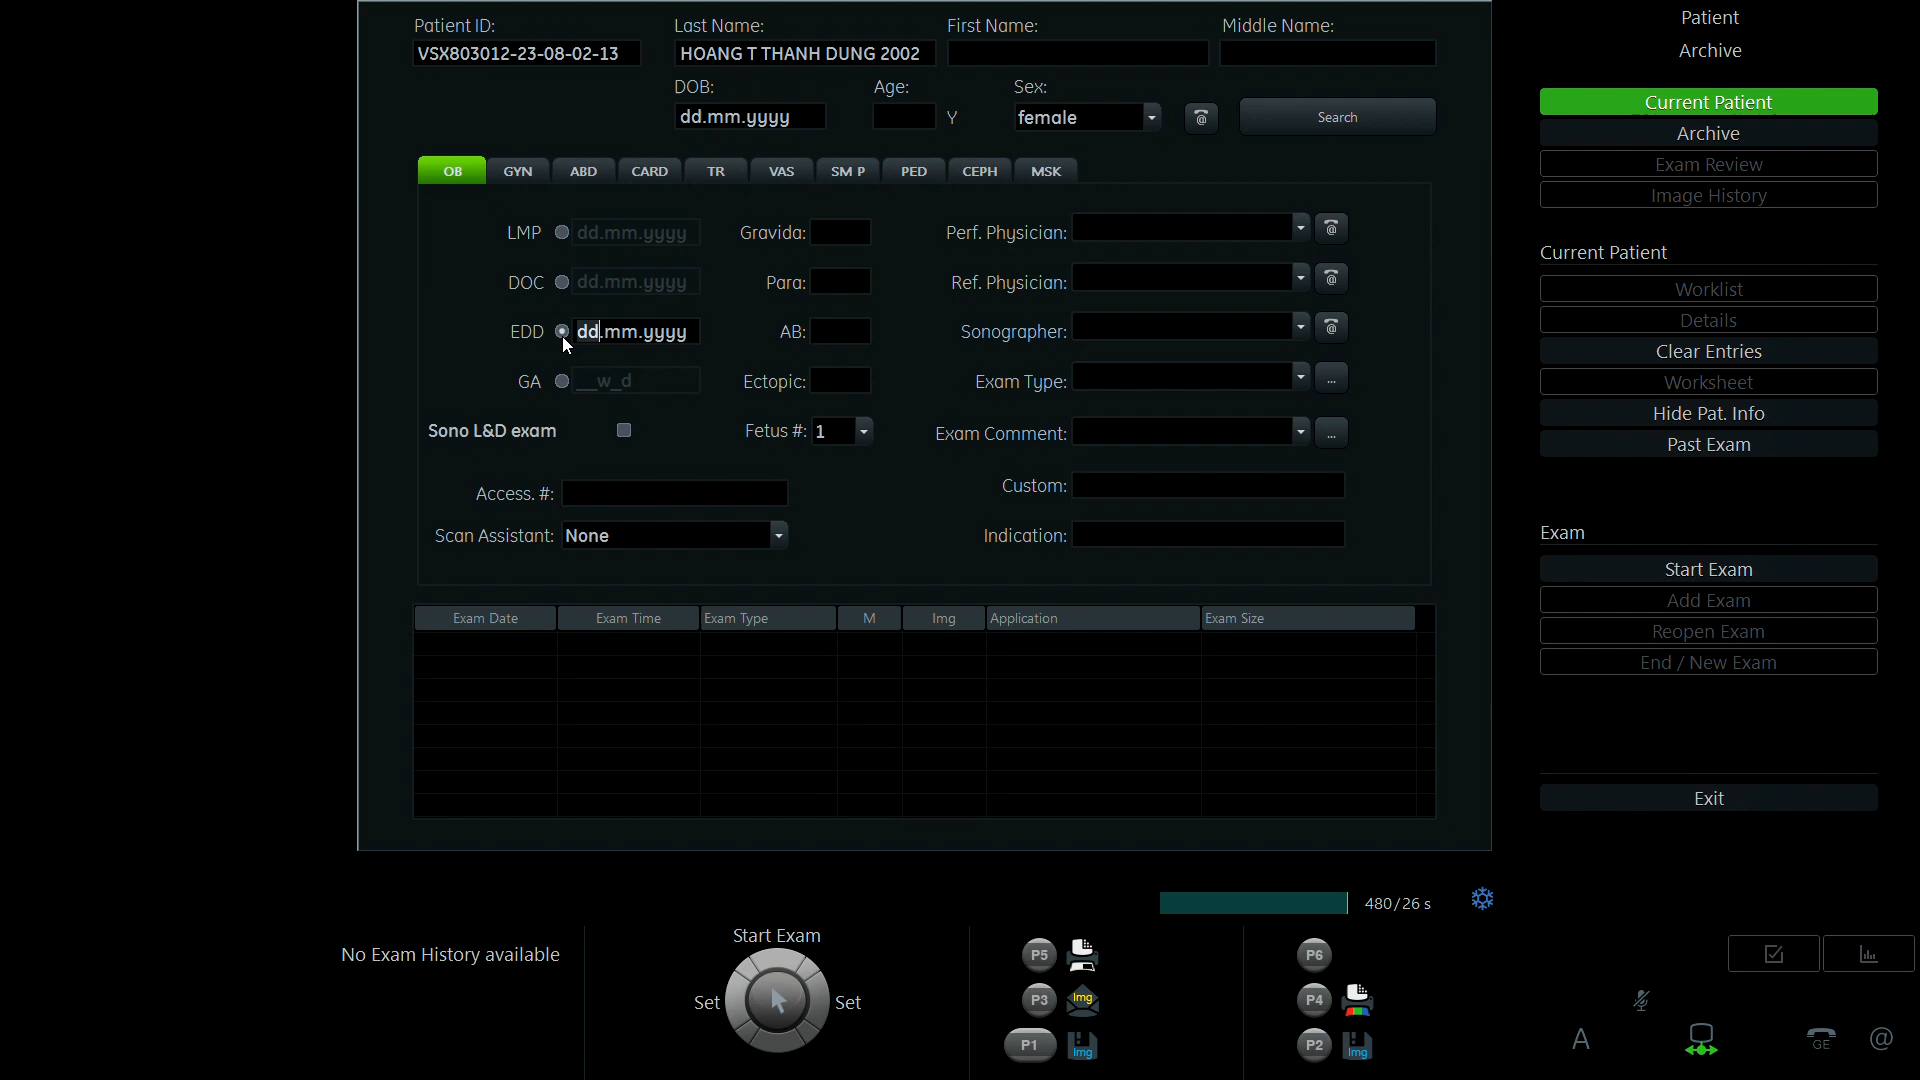 Patient ID: Last Name: First Name: Middle Name:
VSX803012-23-08-02-13 HOANG T THANH DUNG 2002
DOB: Age: Sex:
dd.mm.yyyy Y female @ Search
OB GYN ABD CARD TR VAS SM P PED CEPH MSK
LMP dd.mm.yyyy Gravida: Perf. Physician: @
DOC dd.mm.yyyy Para: Ref. Physician: @
EDD dd.mm.yyyy AB: Sonographer: @
GA __w_d Ectopic: Exam Type: ...
Sono L&D exam Fetus #: 1 Exam Comment: ...
Access. #: Custom:
Scan Assistant: None Indication:
Exam Date Exam Time Exam Type M Img Application Exam Size
Patient
Archive
Current Patient
Archive
Exam Review
Image History
Current Patient
Worklist
Details
Clear Entries
Worksheet
Hide Pat. Info
Past Exam
Exam
Start Exam
Add Exam
Reopen Exam
End / New Exam
Exit
480/26 s
No Exam History available
Start Exam
Set Set
P5 P6
P3 Img P4
P1 Img P2 Img
A GE @